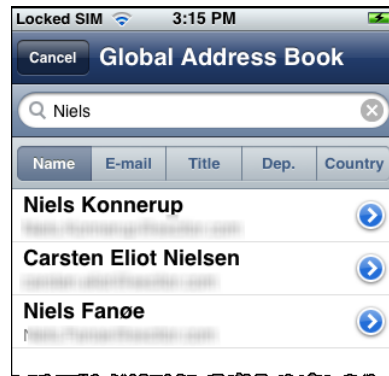 Locked SIM 3:15 PM
Cancel Global Address Book
Niels
Name E-mail Title Dep. Country
Niels Konnerup
Carsten Eliot Nielsen
Niels Fanøe